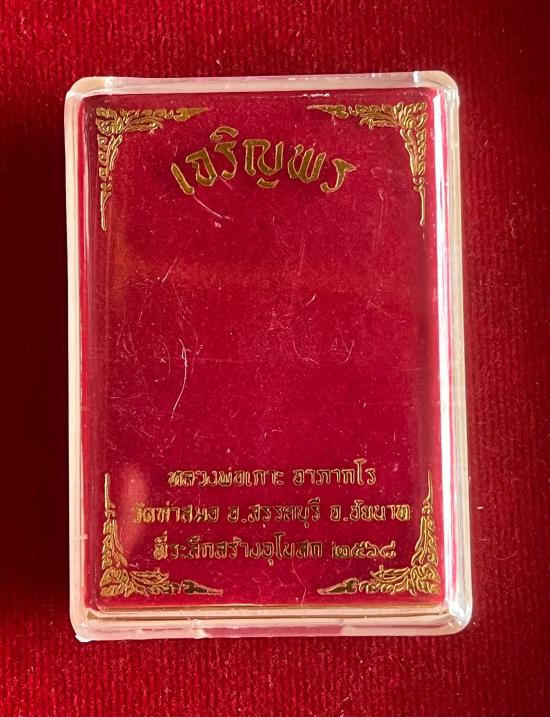 เจริญพร
หลวงพ่อเกาะ อาภากโร
วัดท่าสมอ อ.สรรคบุรี จ.ชัยนาท
ที่ระลึกสร้างอุโบสถ ๒๕๖๘